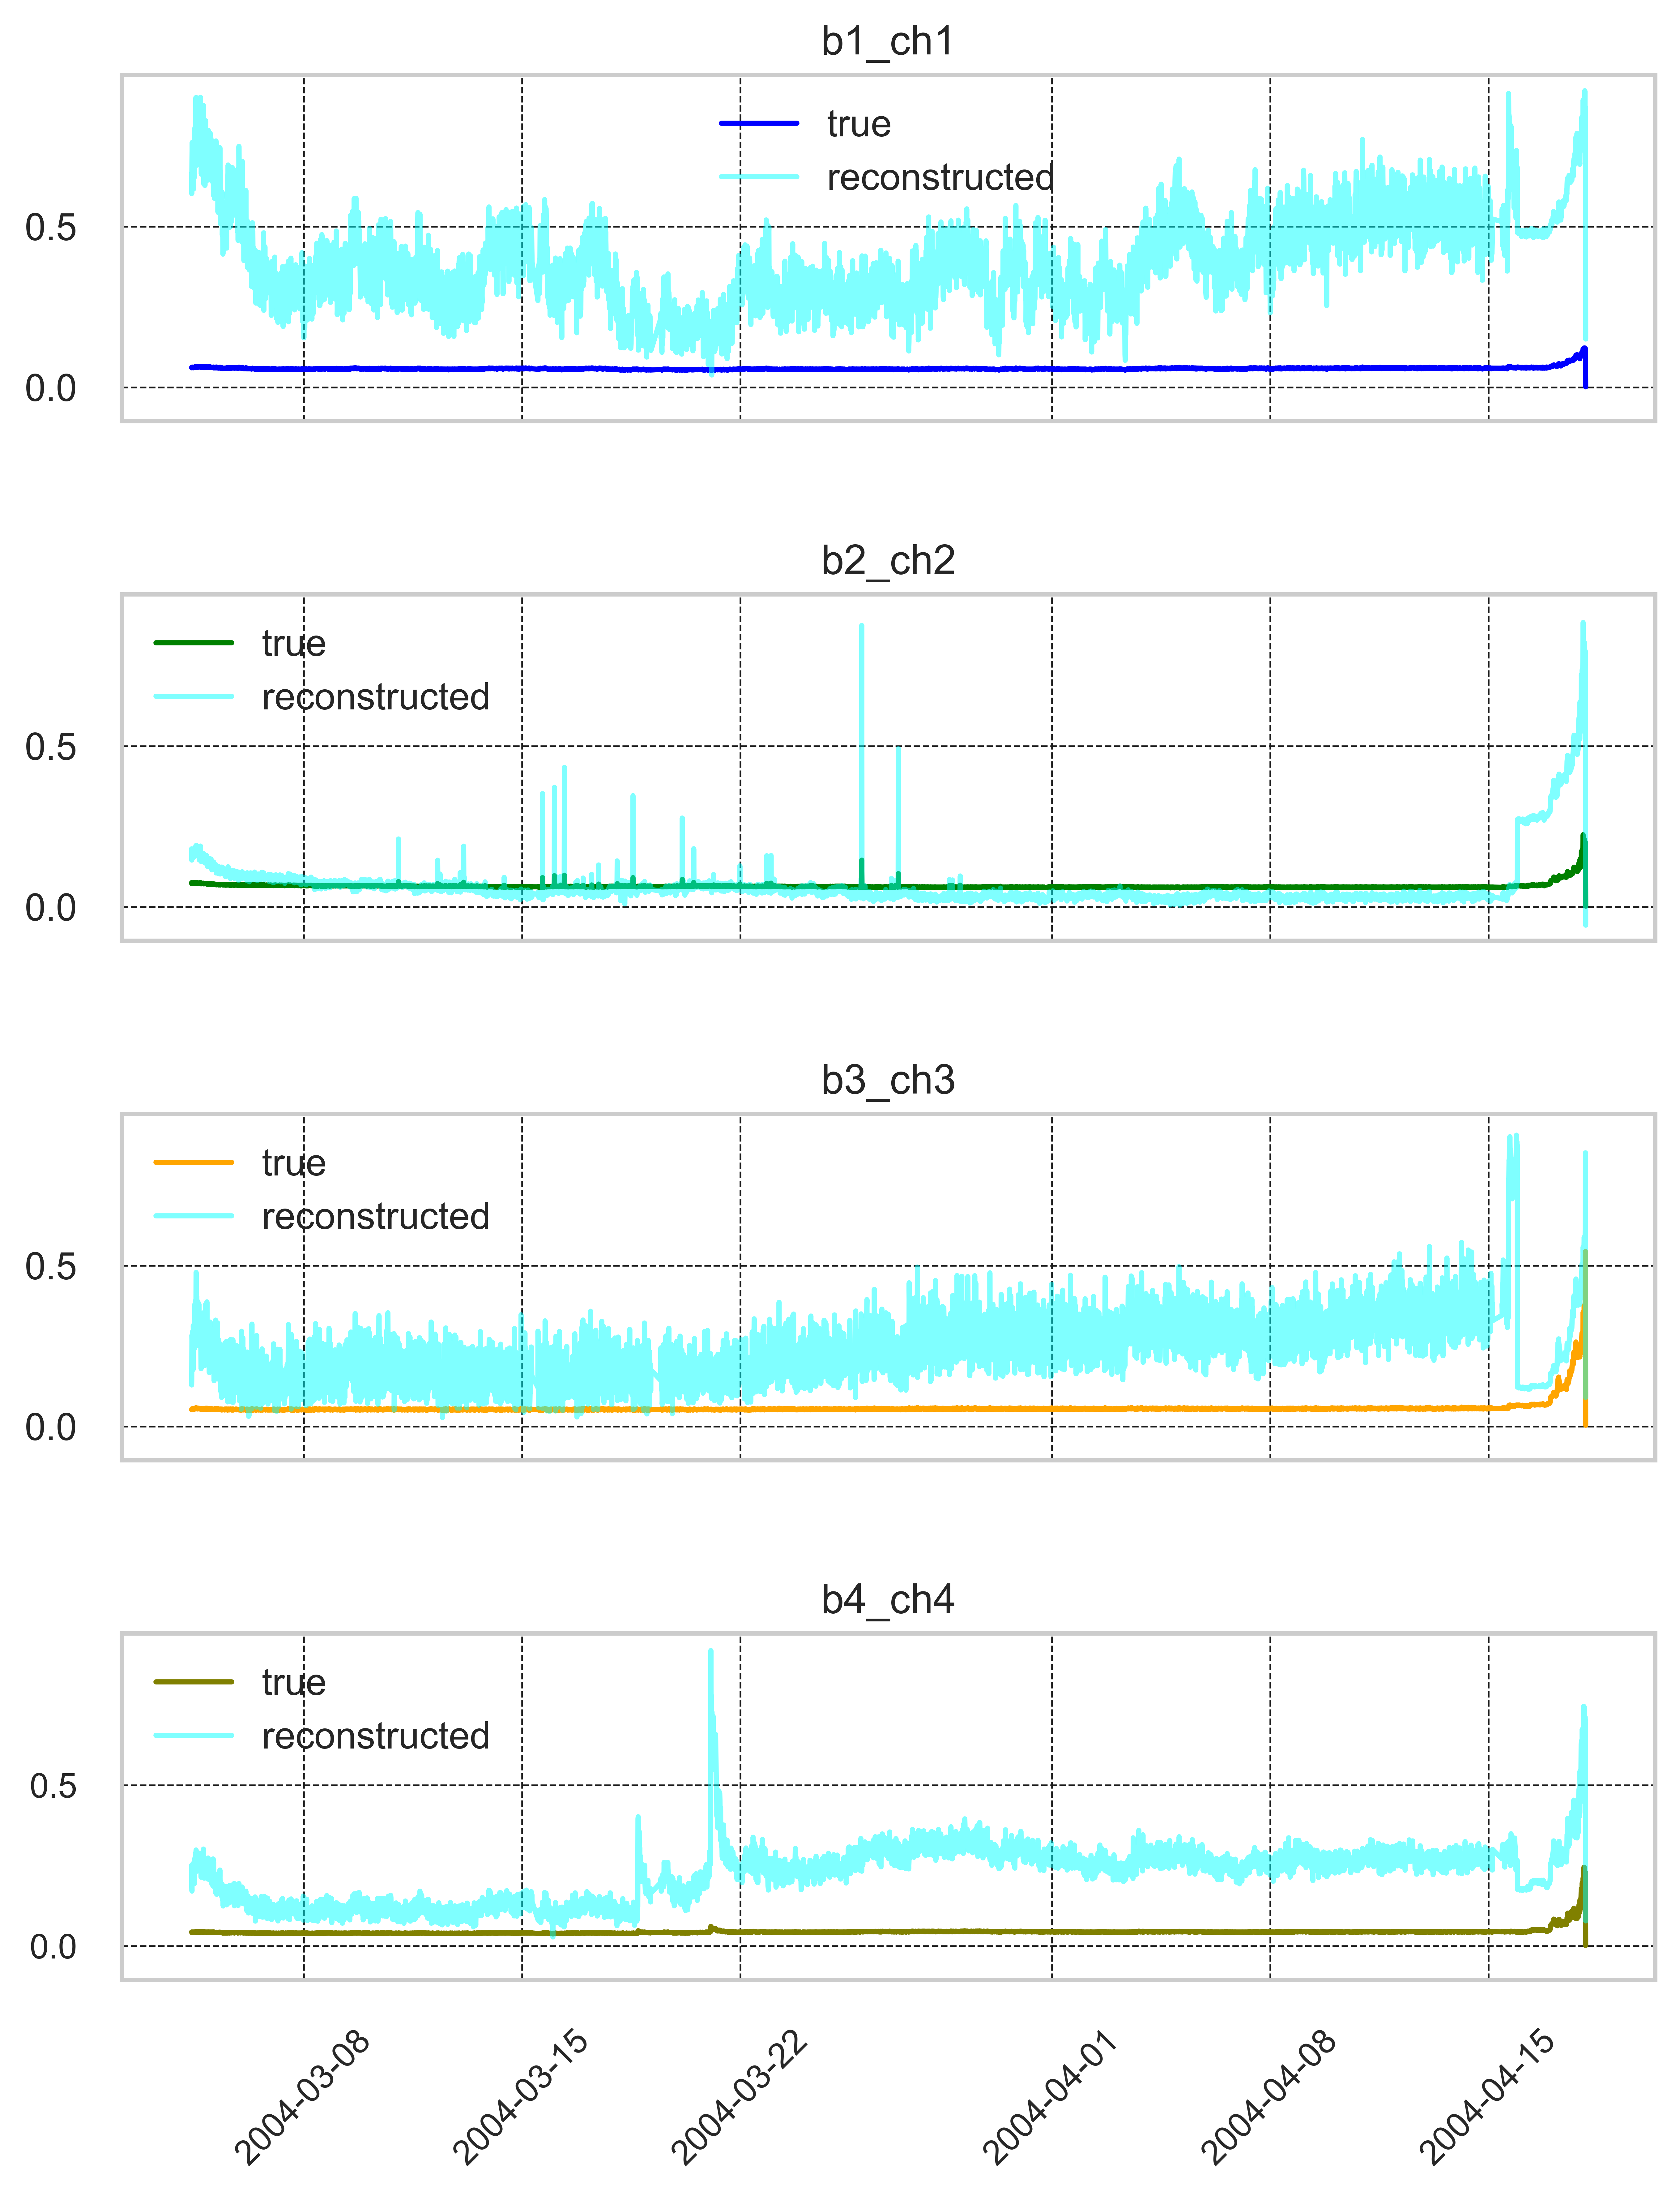 b1_ch1
true
reconstructed
0.5
0.0
b2_ch2
true
reconstructed
0.5
0.0
b3_ch3
true
reconstructed
0.5
0.0
b4_ch4
true
reconstructed
0.5
0.0
2004-03-08
2004-03-15
2004-03-22
2004-04-01
2004-04-08
2004-04-15